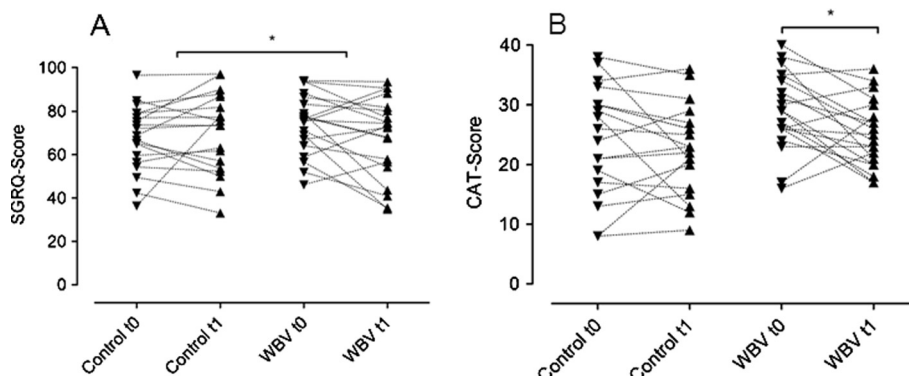 A
*
SGRQ-Score
100
80
60
40
20
0
Control t0
Control t1
WBV t0
WBV t1
B
*
CAT-Score
40
30
20
10
0
Control t0
Control t1
WBV t0
WBV t1